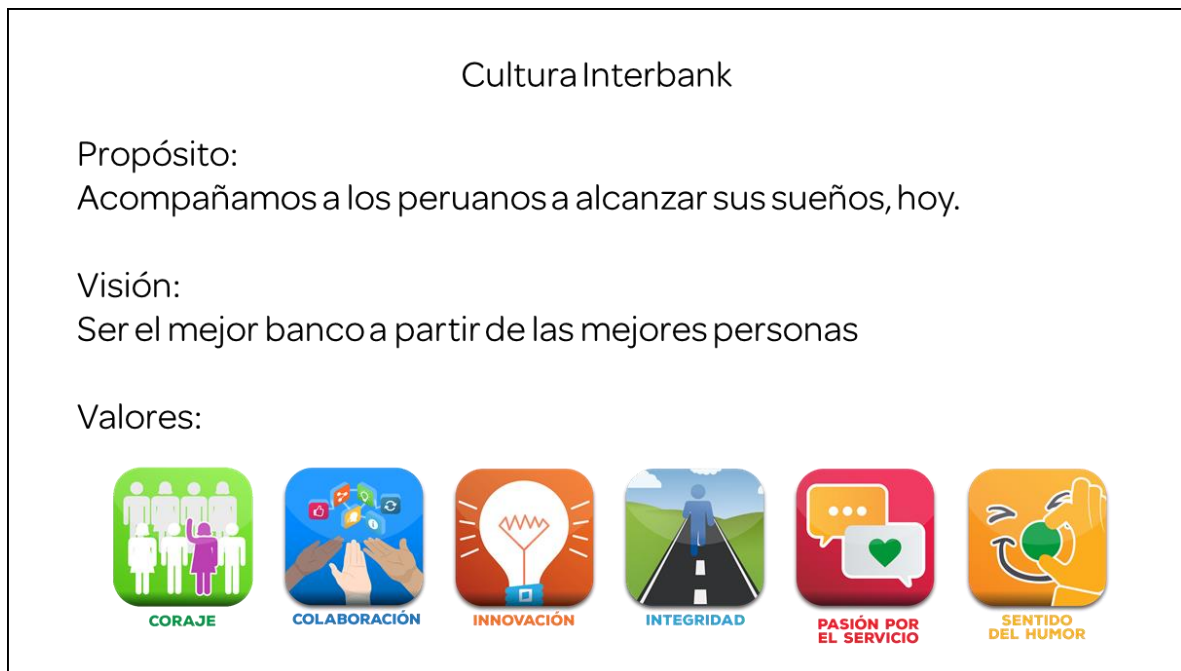 Cultura Interbank
Propósito:
Acompañamos a los peruanos a alcanzar sus sueños, hoy.
Visión:
Ser el mejor banco a partir de las mejores personas
Valores:
CORAJE
COLABORACIÓN
INNOVACIÓN
INTEGRIDAD
PASIÓN POR
EL SERVICIO
SENTIDO
DEL HUMOR